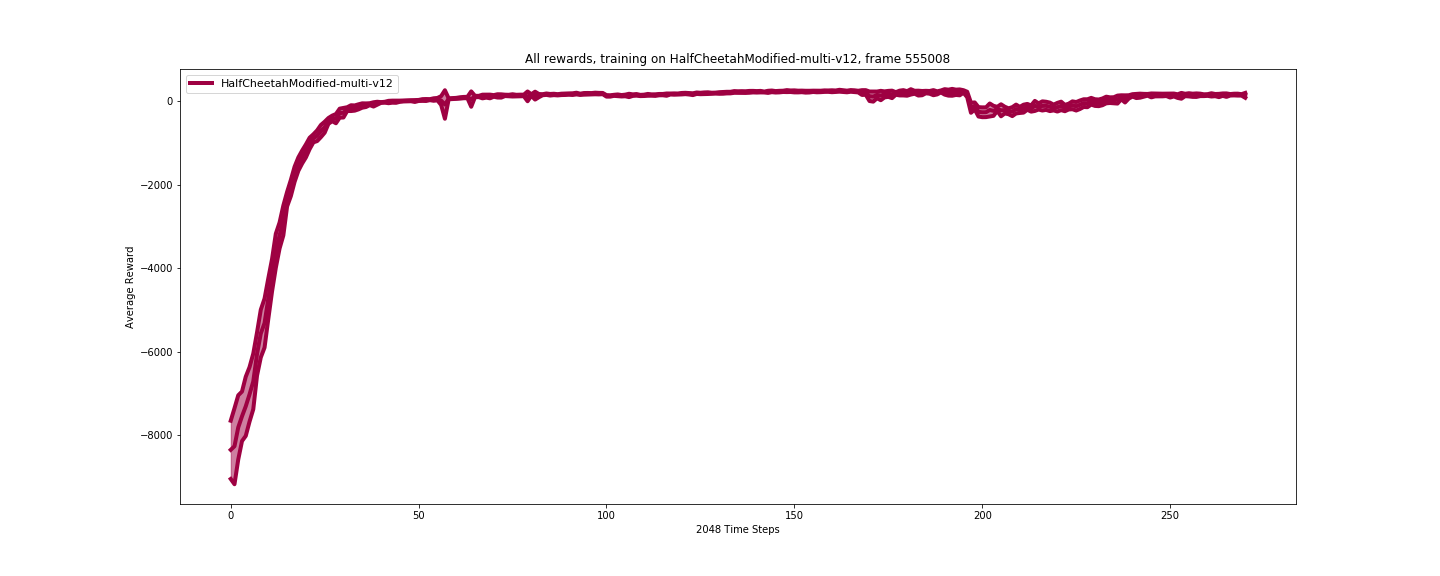 All rewards, training on HalfCheetahModified-multi-v12, frame 555008
HalfCheetahModified-multi-v12
0
−2000
−4000
−6000
−8000
Average Reward
0 50 100 150 200 250
2048 Time Steps